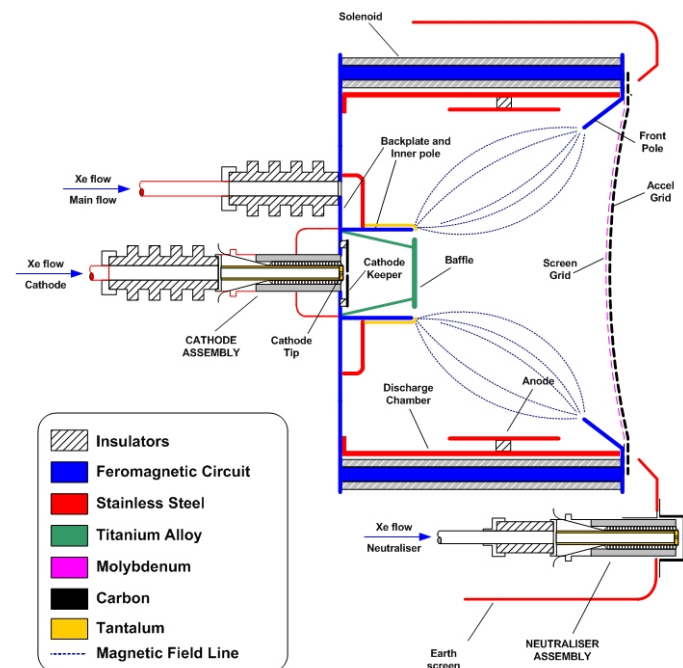 Solenoid
Backplate and
Inner pole
Front
Pole
Accel
Grid
Xe flow
Main flow
Screen
Grid
Xe flow
Cathode
Cathode
Keeper
Baffle
CATHODE
ASSEMBLY
Cathode
Tip
Discharge
Chamber
Anode
Insulators
Feromagnetic Circuit
Stainless Steel
Titanium Alloy
Molybdenum
Carbon
Tantalum
Magnetic Field Line
Xe flow
Neutraliser
Earth
screen
NEUTRALISER
ASSEMBLY